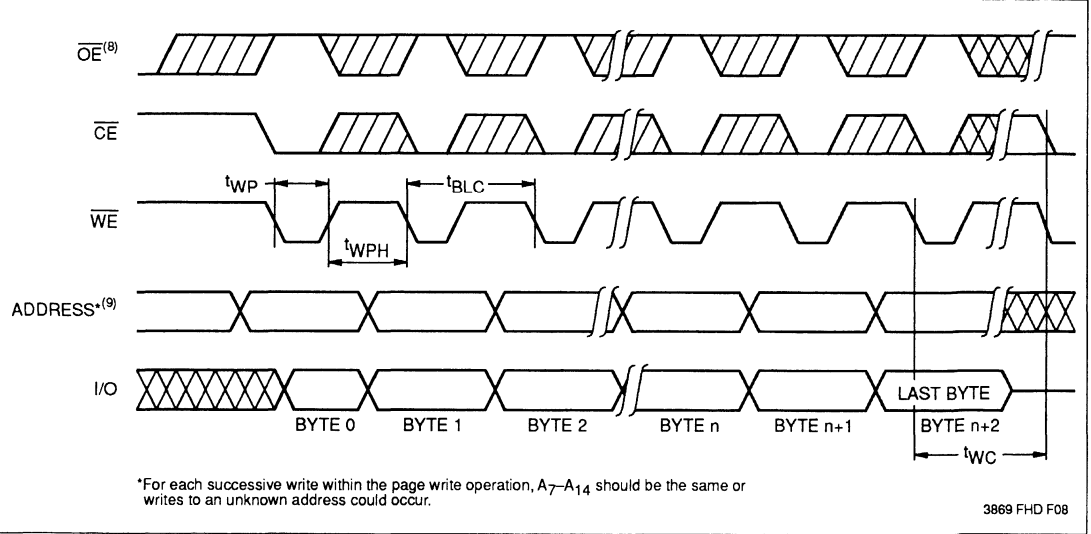 OE(8)
CE
tWP
tBLC
WE
tWPH
ADDRESS*(9)
I/O
LAST BYTE
BYTE 0 BYTE 1 BYTE 2 BYTE n BYTE n+1 BYTE n+2
tWC
*For each successive write within the page write operation, A7–A14 should be the same or
writes to an unknown address could occur.
3869 FHD F08